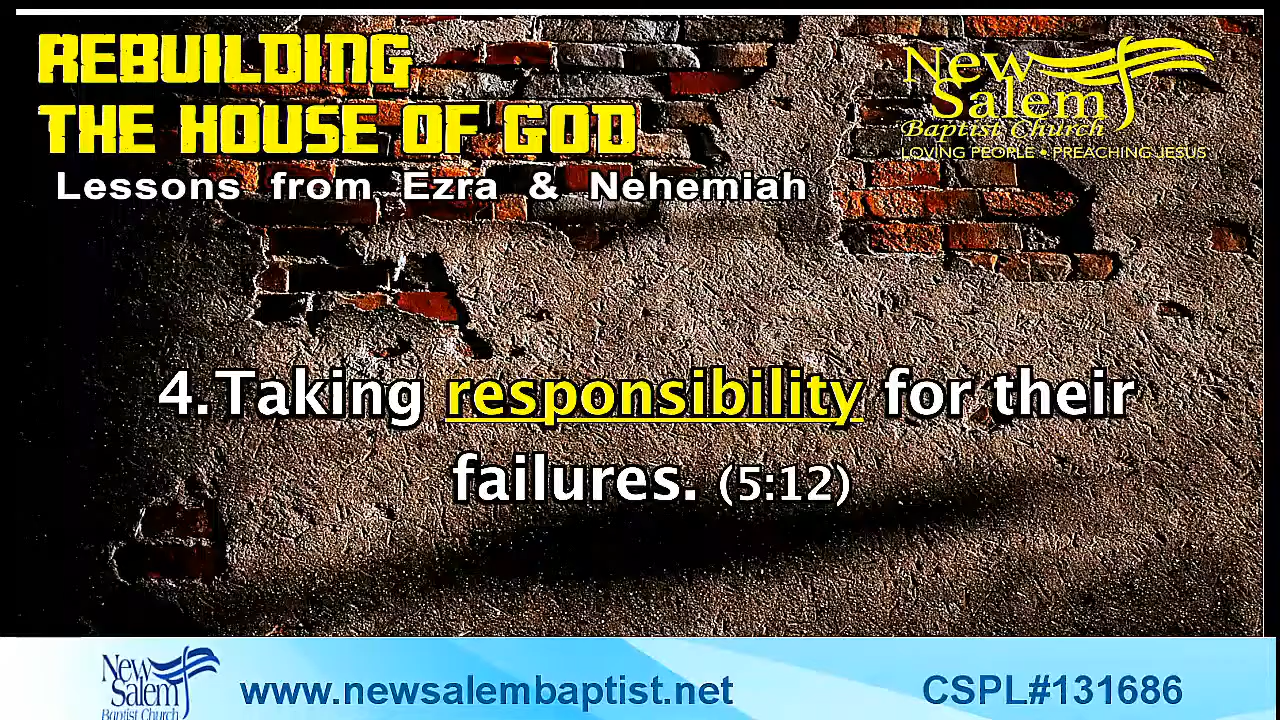 REBUILDING
THE HOUSE OF GOD
Lessons from Ezra & Nehemiah
New
Salem
Baptist Church
LOVING PEOPLE • PREACHING JESUS
4.Taking responsibility for their
failures. (5:12)
New
Salem
Baptist Church
www.newsalembaptist.net
CSPL#131686